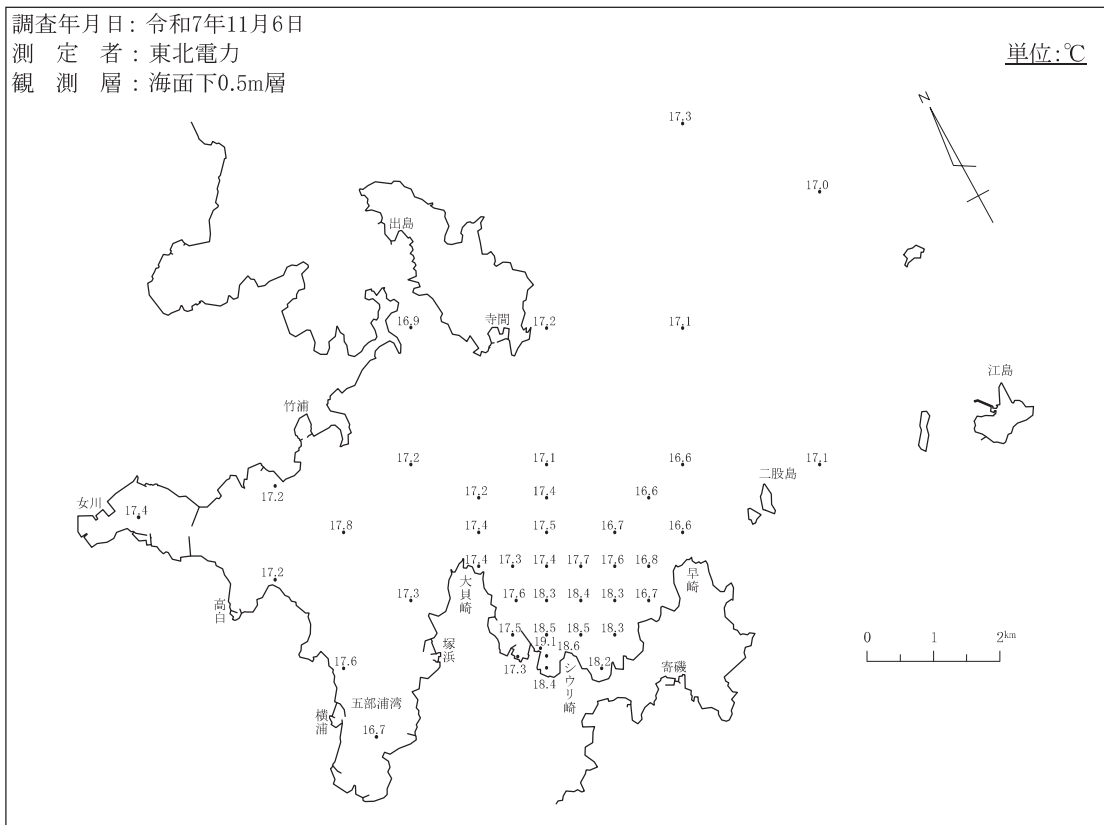 調査年月日：令和7年11月6日
測　定　者：東北電力
観　測　層：海面下0.5m層
単位：℃
N
17.3
17.0
出島
16.9
寺間
17.2
17.1
江島
竹浦
17.2
17.1
16.6
17.1
二股島
17.2
17.2
17.4
16.6
女川
17.4
17.8
17.4
17.5
16.7
16.6
17.4
17.3
17.4
17.7
17.6
16.8
17.2
大貝崎
早崎
高白
17.3
17.6
18.3
18.4
18.3
16.7
17.5
18.5
18.5
18.3
19.1
18.6
塚浜
17.3
18.4
シウリ崎
18.2
寄磯
17.6
五部浦湾
横浦
16.7
0
1
2km